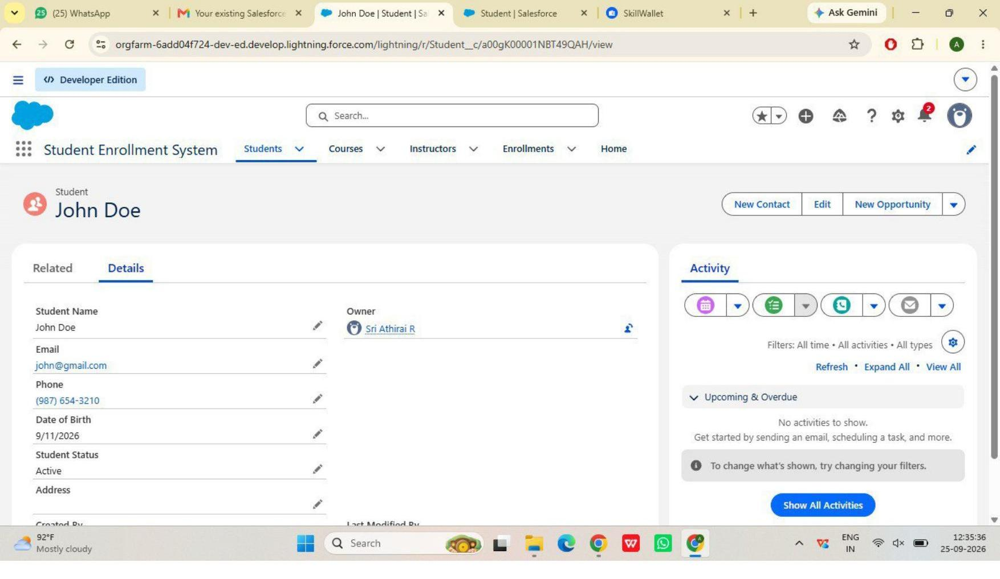 25
(25) WhatsApp
Your existing Salesforce
John Doe | Student | Sa
Student | Salesforce
SkillWallet
Ask Gemini
orgfarm-6add04f724-dev-ed.develop.lightning.force.com/lightning/r/Student__c/a00gK00001NBT49QAH/view
A
Developer Edition
Search...
2
Student Enrollment System
Students
Courses
Instructors
Enrollments
Home
Student
John Doe
New Contact
Edit
New Opportunity
Related
Details
Activity
Student Name
John Doe
Owner
Sri Athirai R
Email
john@gmail.com
Phone
(987) 654-3210
Date of Birth
9/11/2026
Student Status
Active
Address
Created By
Last Modified By
Filters: All time • All activities • All types
Refresh • Expand All • View All
Upcoming & Overdue
No activities to show.
Get started by sending an email, scheduling a task, and more.
To change what's shown, try changing your filters.
Show All Activities
92°F
Mostly cloudy
Search
ENG
IN
12:35:36
25-09-2026